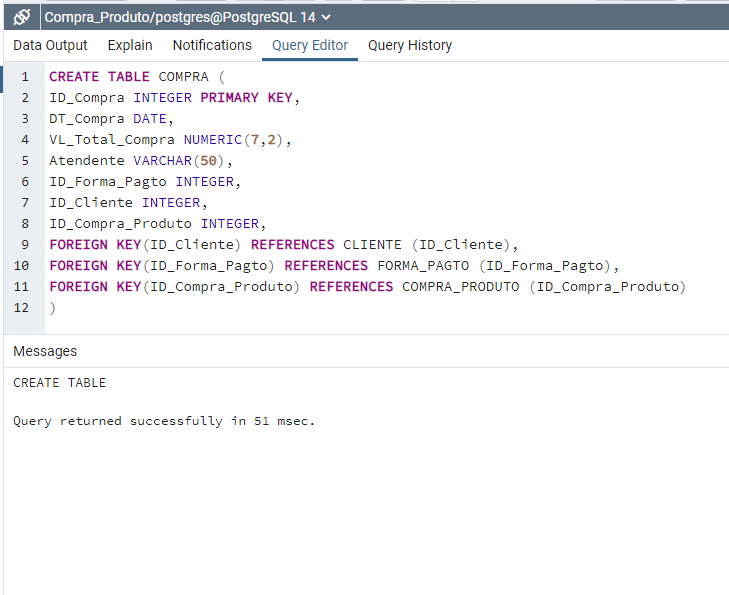 Compra_Produto/postgres@PostgreSQL 14
Data Output Explain Notifications Query Editor Query History
1 CREATE TABLE COMPRA (
2 ID_Compra INTEGER PRIMARY KEY,
3 DT_Compra DATE,
4 VL_Total_Compra NUMERIC(7,2),
5 Atendente VARCHAR(50),
6 ID_Forma_Pagto INTEGER,
7 ID_Cliente INTEGER,
8 ID_Compra_Produto INTEGER,
9 FOREIGN KEY(ID_Cliente) REFERENCES CLIENTE (ID_Cliente),
10 FOREIGN KEY(ID_Forma_Pagto) REFERENCES FORMA_PAGTO (ID_Forma_Pagto),
11 FOREIGN KEY(ID_Compra_Produto) REFERENCES COMPRA_PRODUTO (ID_Compra_Produto)
12 )
Messages
CREATE TABLE
Query returned successfully in 51 msec.